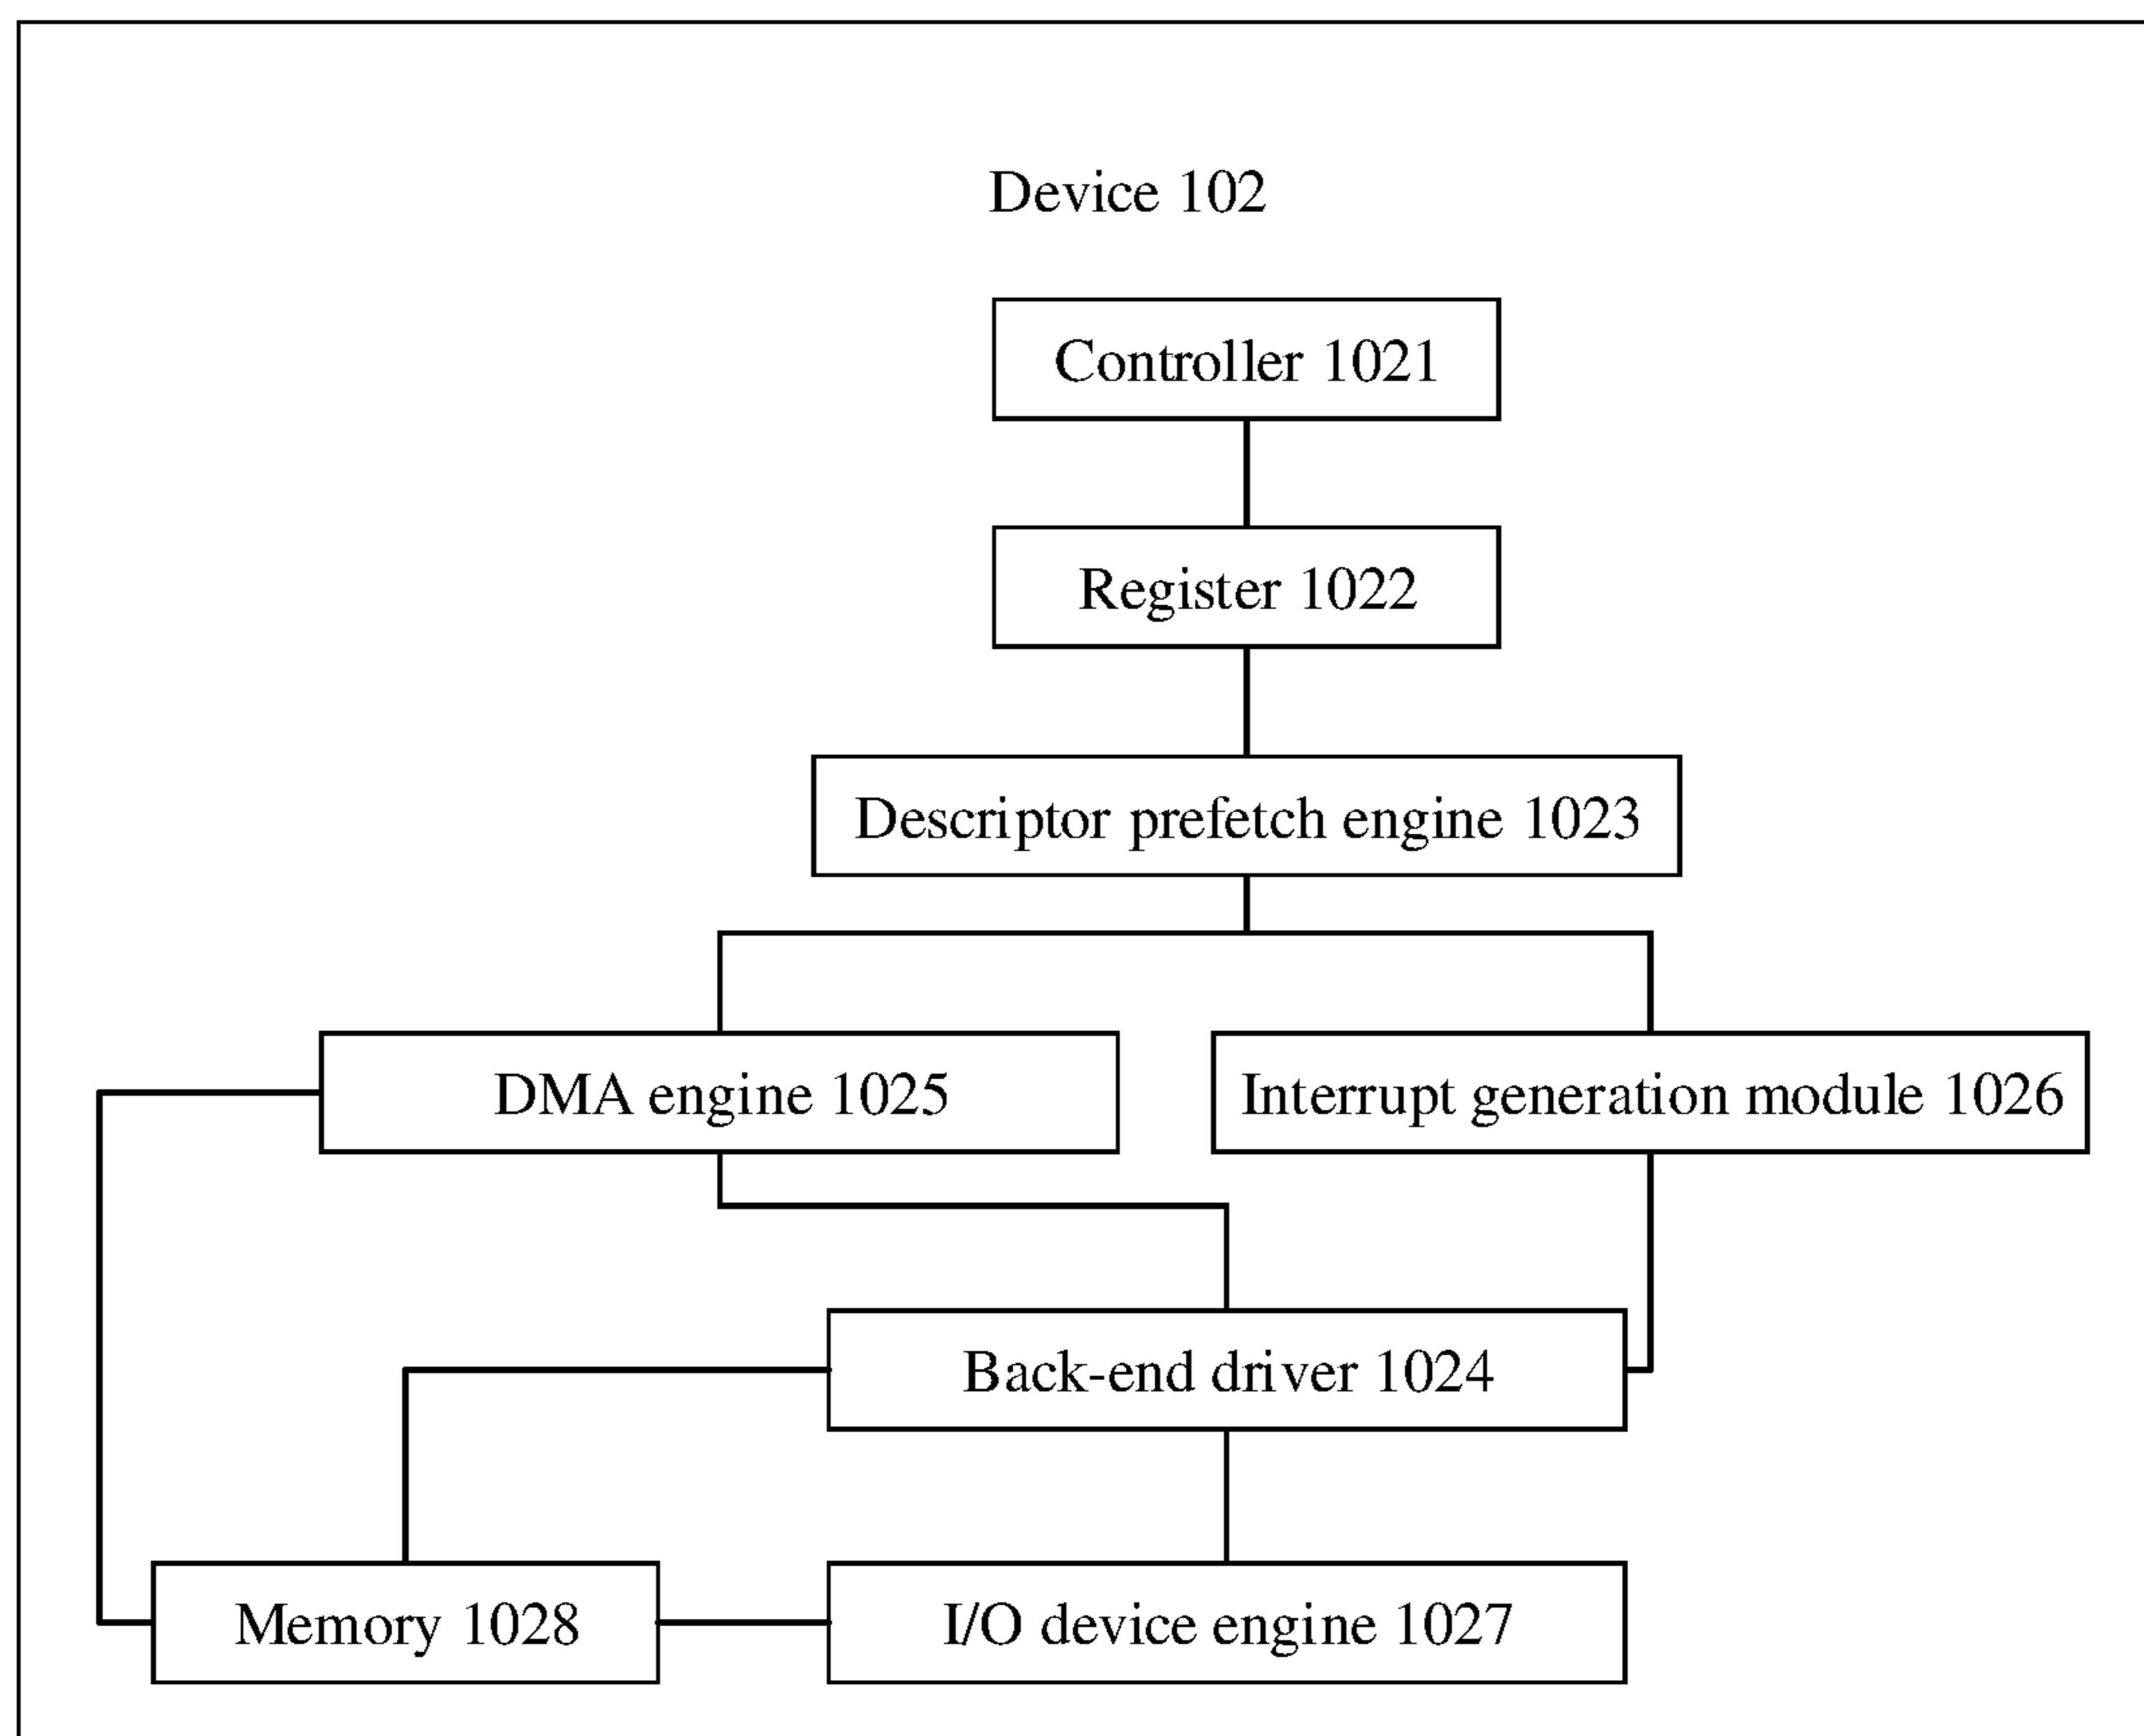 Device 102
Controller 1021
Register 1022
Descriptor prefetch engine 1023
DMA engine 1025
Interrupt generation module 1026
Back-end driver 1024
Memory 1028
I/O device engine 1027